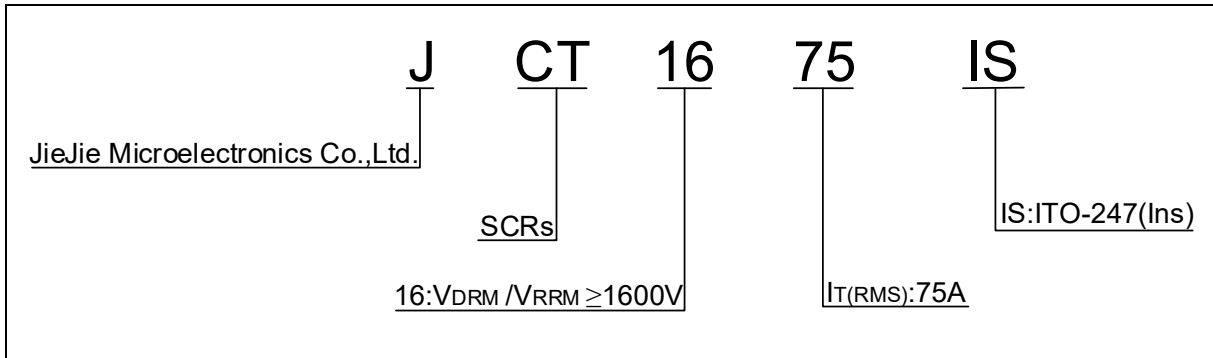 J CT 16 75 IS
JieJie Microelectronics Co.,Ltd.
IS:ITO-247(Ins)
SCRs
16:VDRM /VRRM ≥1600V
IT(RMS):75A